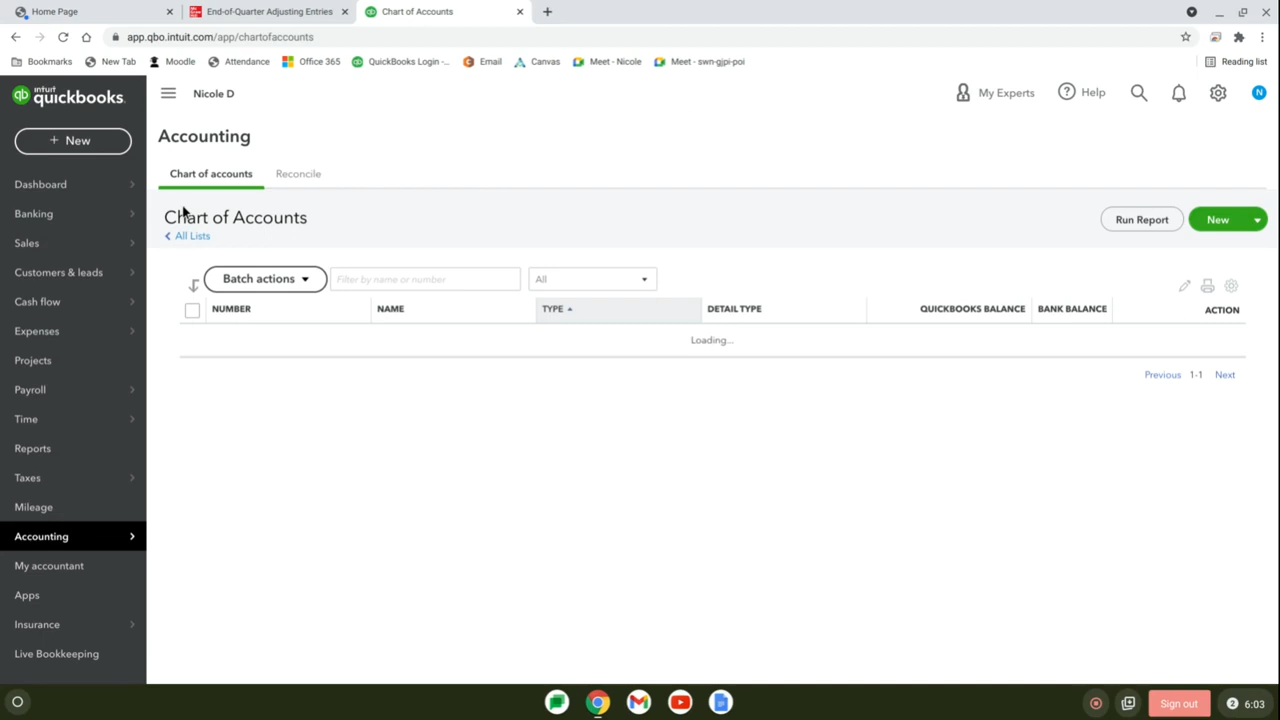 Home Page
End-of-Quarter Adjusting Entries
Chart of Accounts
app.qbo.intuit.com/app/chartofaccounts
Bookmarks
New Tab
Moodle
Attendance
Office 365
QuickBooks Login -...
Email
Canvas
Meet - Nicole
Meet - swn-gjpi-poi
Reading list
intuit
quickbooks.
Nicole D
My Experts
Help
N
+ New
Accounting
Chart of accounts
Reconcile
Dashboard
Banking
Sales
Customers & leads
Cash flow
Expenses
Projects
Payroll
Time
Reports
Taxes
Mileage
Accounting
My accountant
Apps
Insurance
Live Bookkeeping
Chart of Accounts
All Lists
Run Report
New
Batch actions
Filter by name or number
All
NUMBER NAME TYPE DETAIL TYPE QUICKBOOKS BALANCE BANK BALANCE ACTION
Loading...
Previous 1-1 Next
Sign out
2 6:03